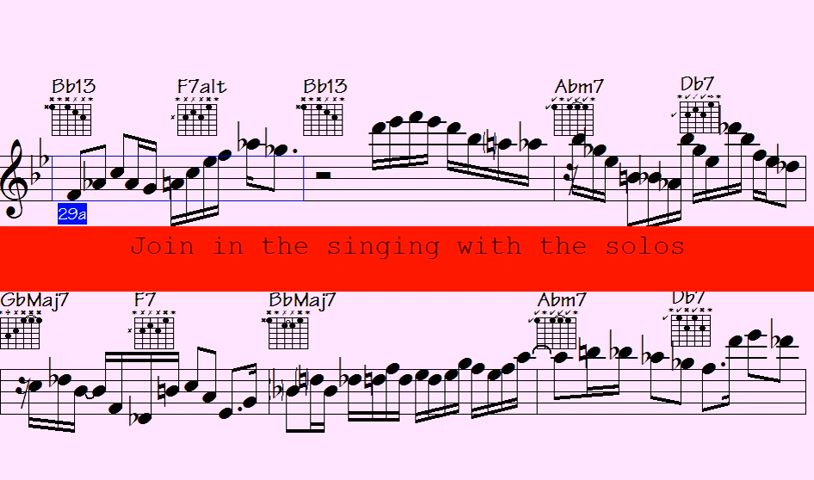 Bb13 F7alt Bb13 Abm7 Db7
29a
Join in the singing with the solos
GbMaj7 F7 BbMaj7 Abm7 Db7